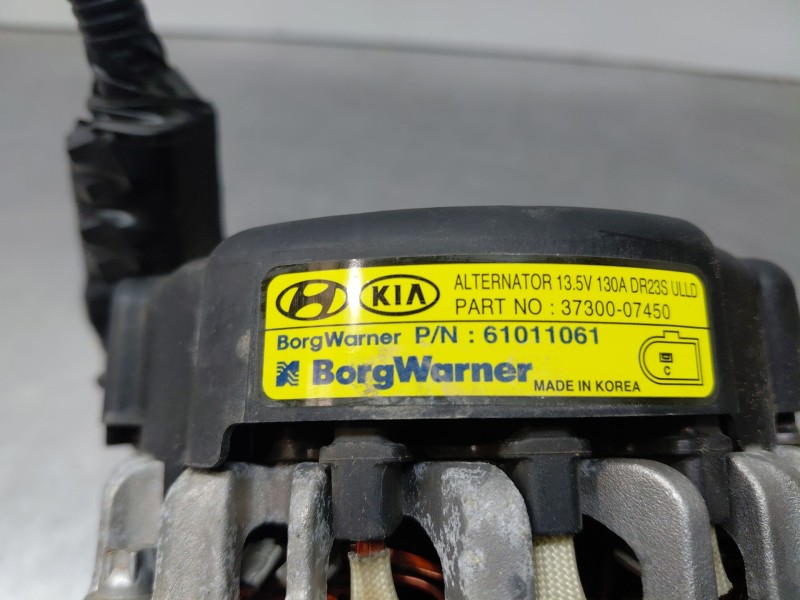 KIA ALTERNATOR 13.5V 130A DR23S ULLD
PART NO : 37300-07450
BorgWarner P/N : 61011061
BorgWarner
MADE IN KOREA
C